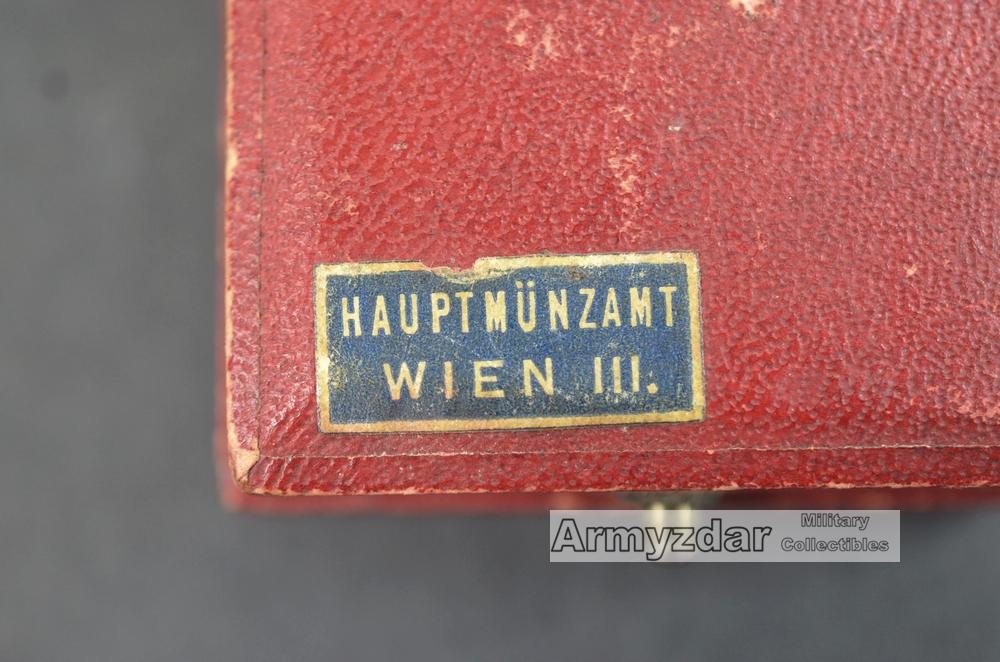 HAUPTMÜNZAMT
WIEN III.
Armyzdar Military
Collectibles